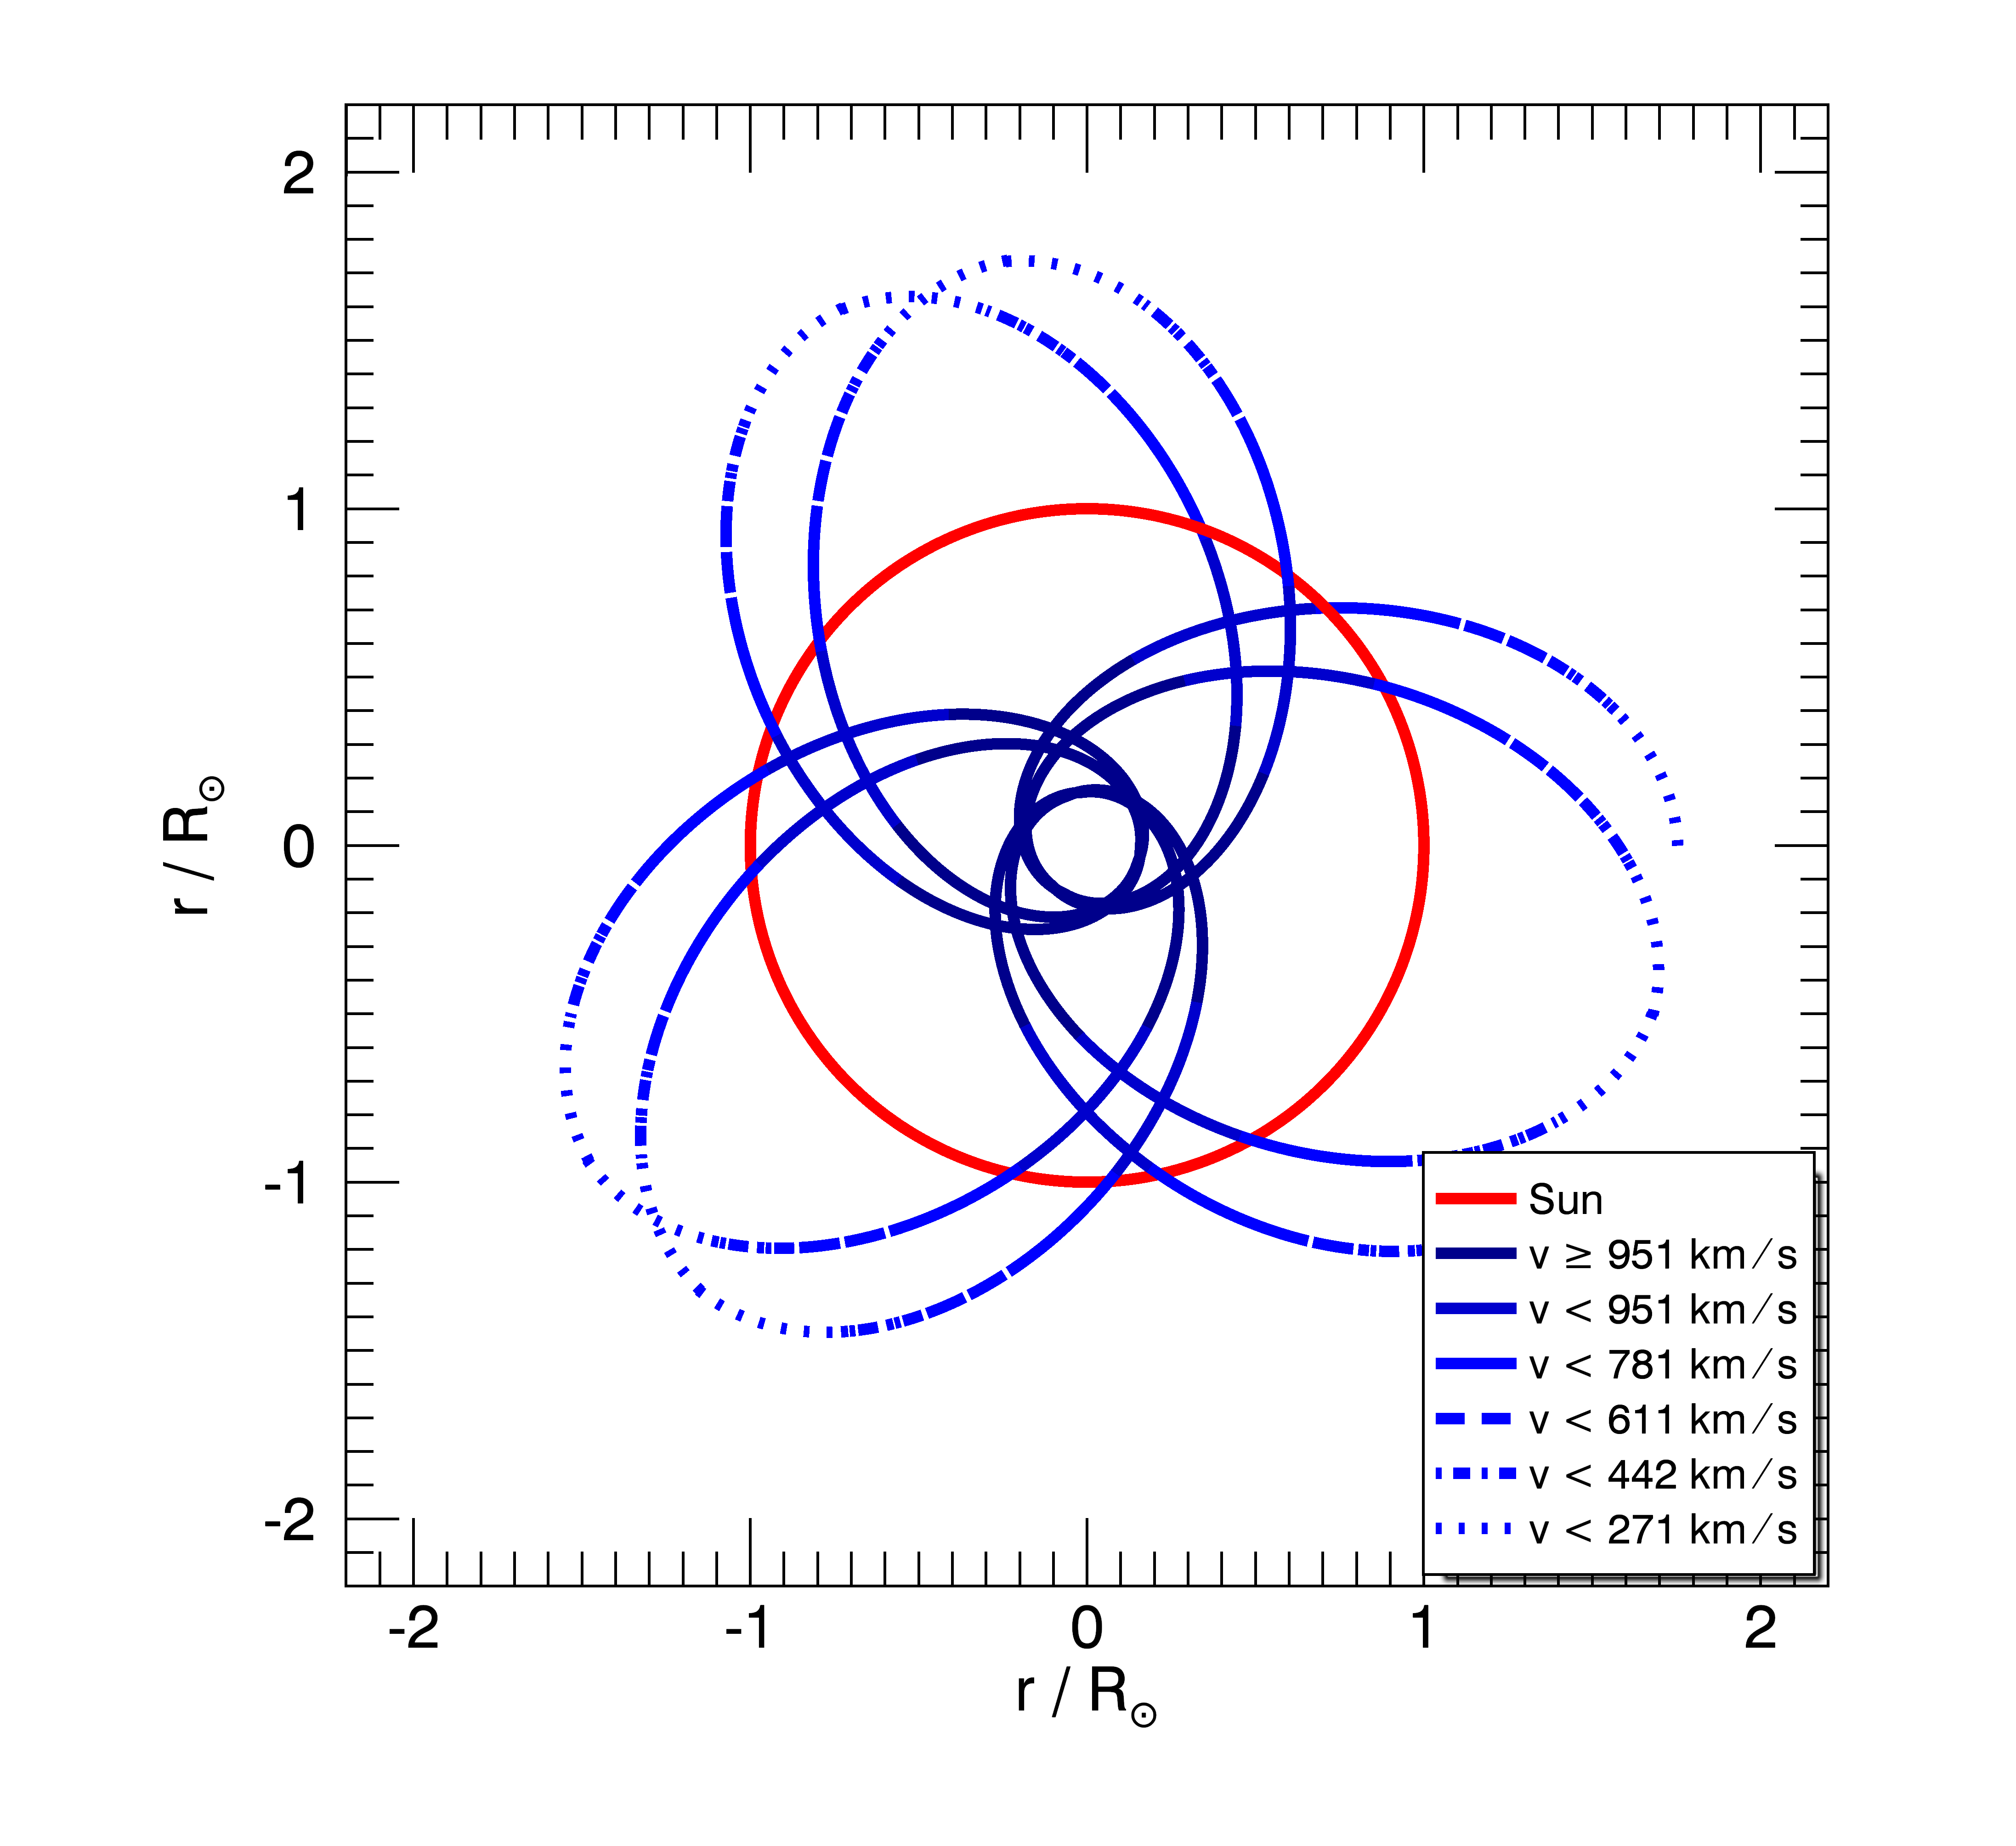 2
1
0
-1
-2
r / R☉
-2
-1
0
1
2
r / R☉
Sun
v ≥ 951 km/s
v < 951 km/s
v < 781 km/s
v < 611 km/s
v < 442 km/s
v < 271 km/s